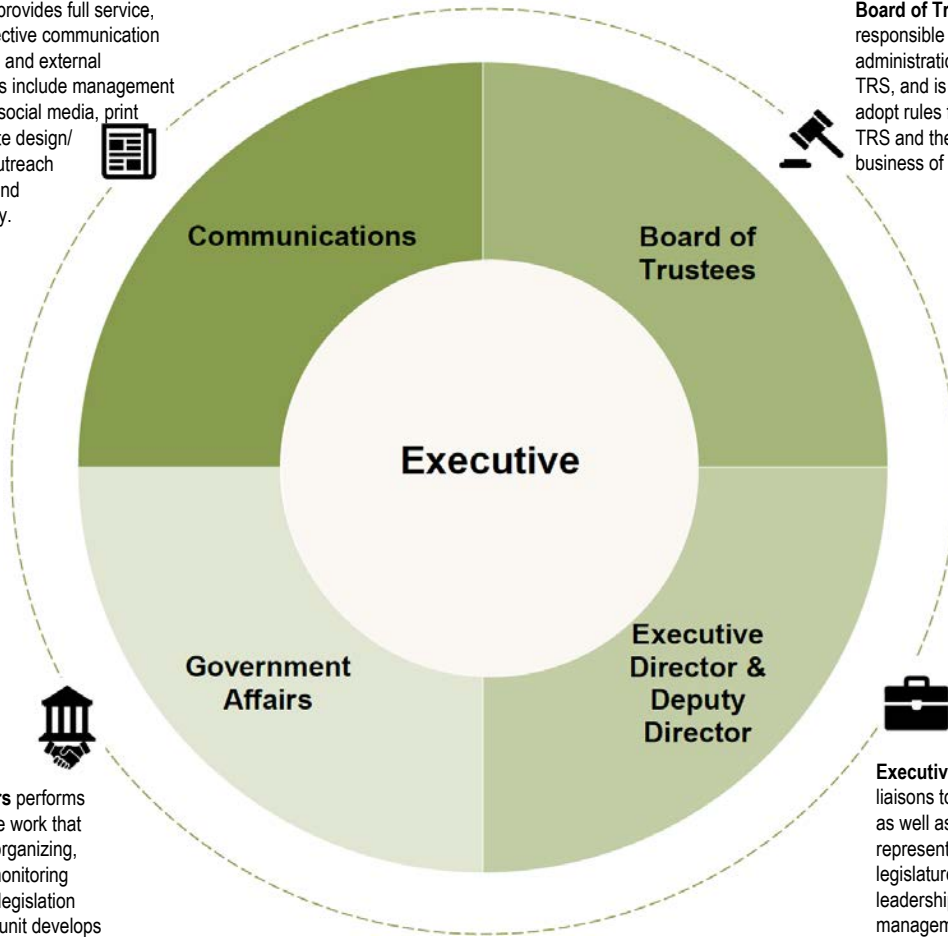 provides full service,
ective communication
and external
s include management
social media, print
te design/
utreach
nd
y.
Board of Tr
responsible
administratio
TRS, and is
adopt rules
TRS and the
business of
Communications
Board of
Trustees
Executive
Government
Affairs
Executive
Director &
Deputy
Director
rs performs
e work that
organizing,
onitoring
legislation
unit develops
Executiv
liaisons to
as well as
represent
legislature
leadership
managem